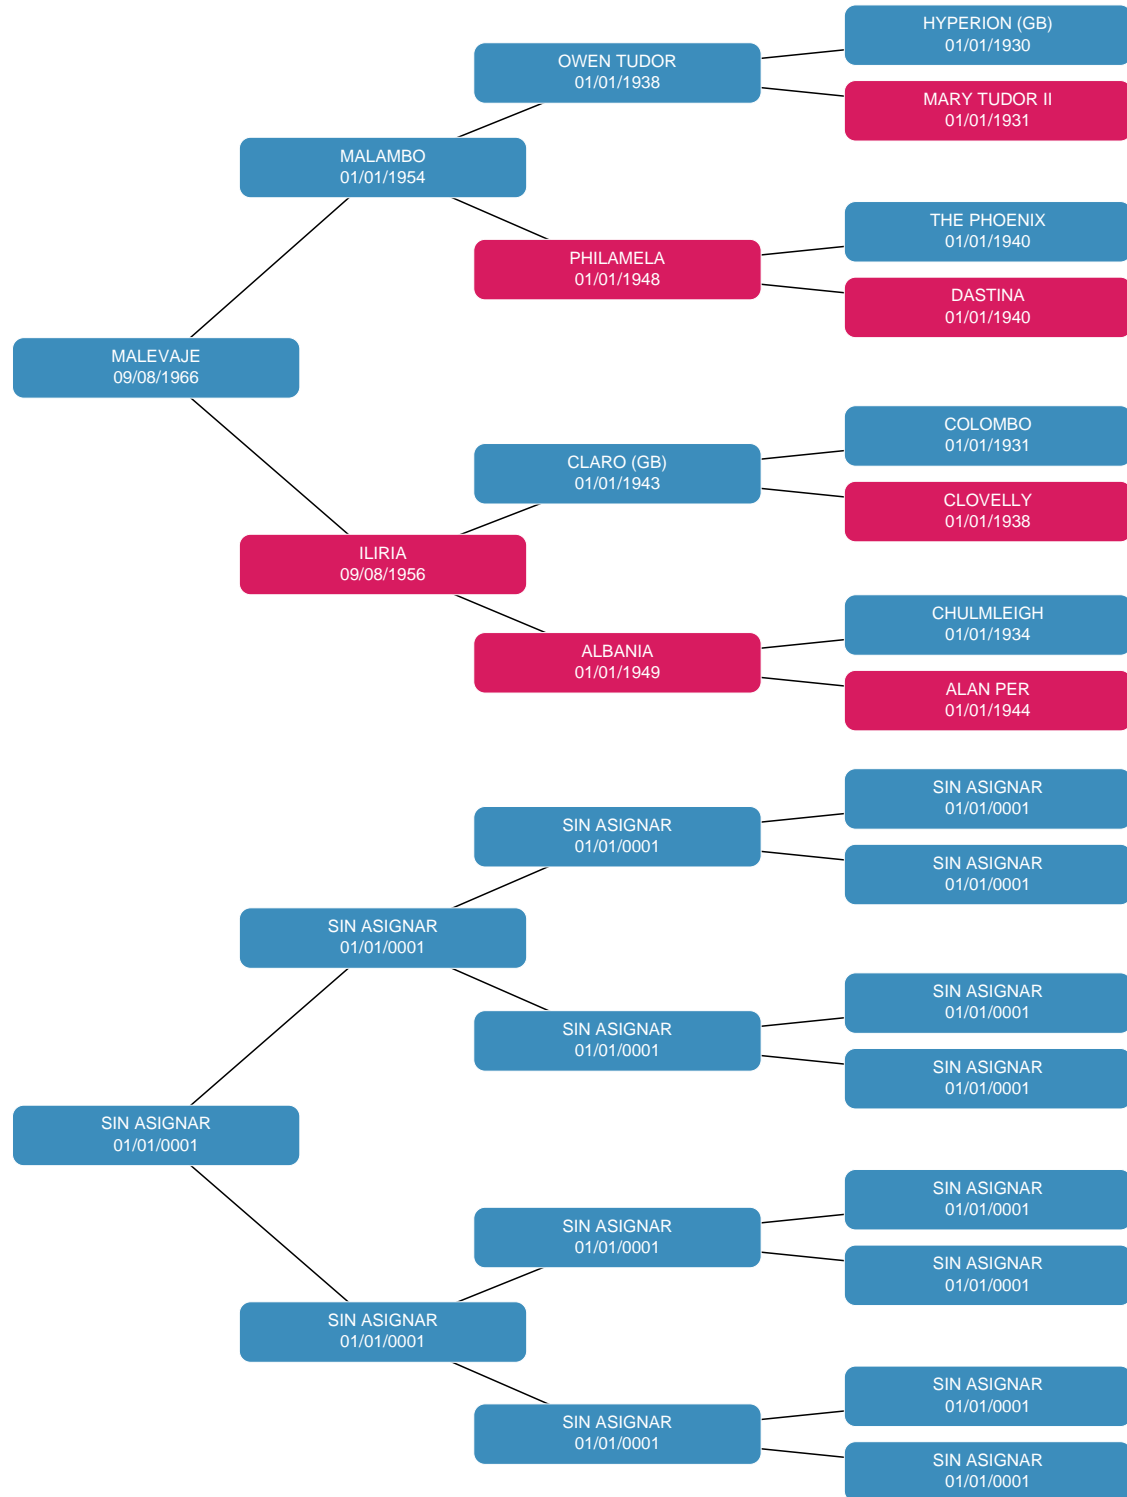 HYPERION (GB)
01/01/1930
OWEN TUDOR
01/01/1938
MARY TUDOR II
01/01/1931
MALAMBO
01/01/1954
THE PHOENIX
01/01/1940
PHILAMELA
01/01/1948
DASTINA
01/01/1940
MALEVAJE
09/08/1966
COLOMBO
01/01/1931
CLARO (GB)
01/01/1943
CLOVELLY
01/01/1938
ILIRIA
09/08/1956
CHULMLEIGH
01/01/1934
ALBANIA
01/01/1949
ALAN PER
01/01/1944
SIN ASIGNAR
01/01/0001
SIN ASIGNAR
01/01/0001
SIN ASIGNAR
01/01/0001
SIN ASIGNAR
01/01/0001
SIN ASIGNAR
01/01/0001
SIN ASIGNAR
01/01/0001
SIN ASIGNAR
01/01/0001
SIN ASIGNAR
01/01/0001
SIN ASIGNAR
01/01/0001
SIN ASIGNAR
01/01/0001
SIN ASIGNAR
01/01/0001
SIN ASIGNAR
01/01/0001
SIN ASIGNAR
01/01/0001
SIN ASIGNAR
01/01/0001
SIN ASIGNAR
01/01/0001